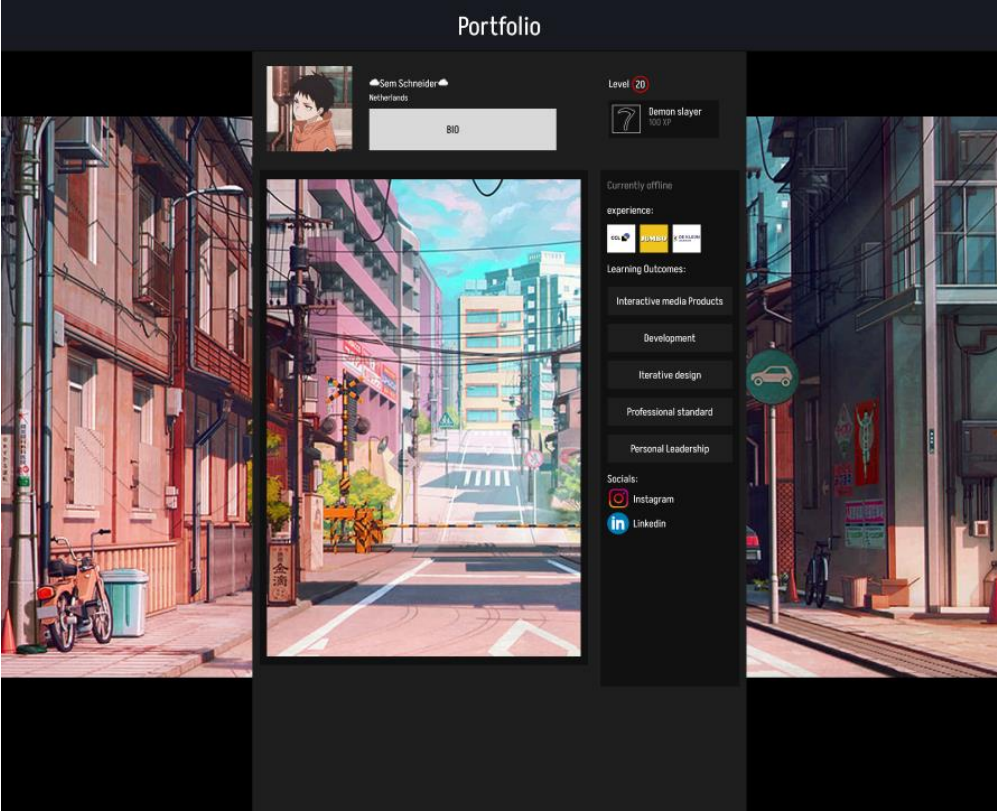 Portfolio
☁Sem Schneider☁
Netherlands
BIO
Level 20
Demon slayer
100 XP
Currently offline
experience:
JUMBO
Learning Outcomes:
Interactive media Products
Development
Iterative design
Professional standard
Personal Leadership
Socials:
Instagram
in Linkedin